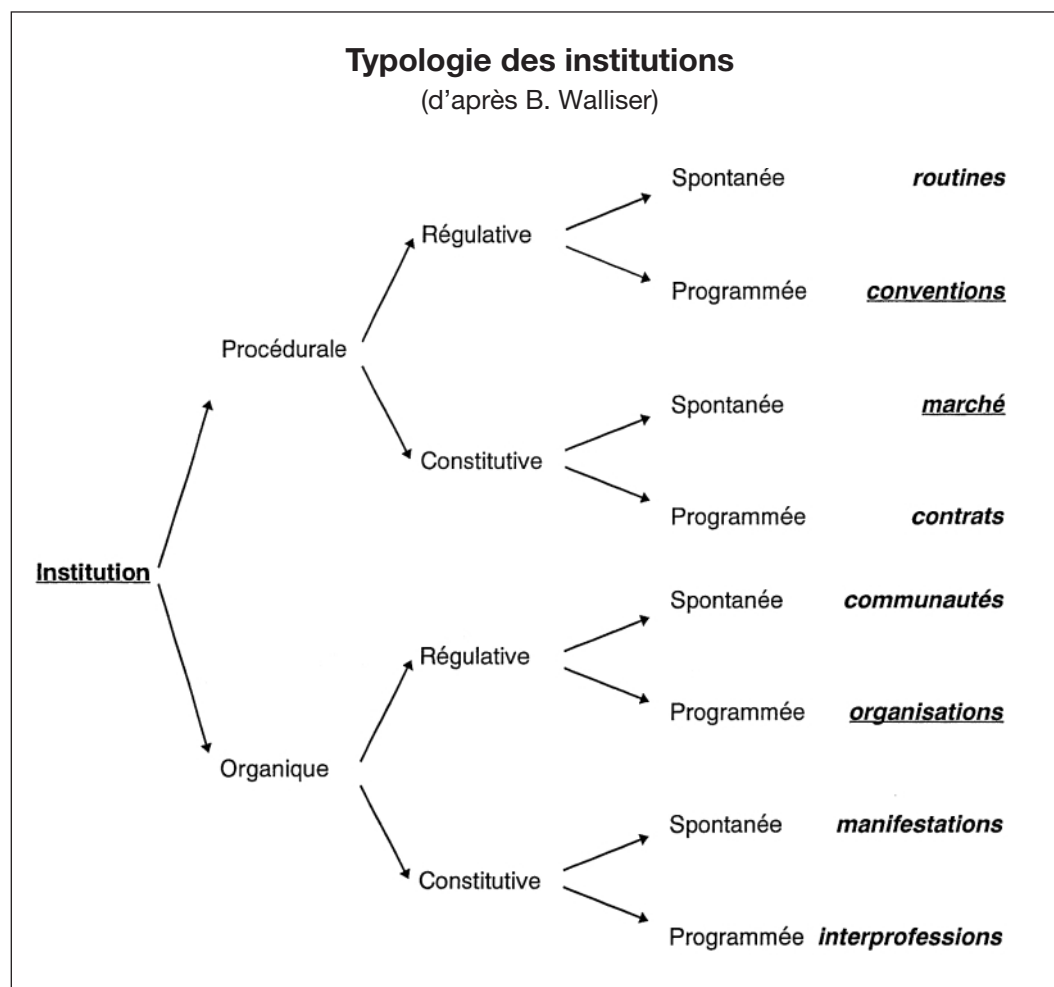 Typologie des institutions
(d'après B. Walliser)
Spontanée routines
Régulative
Programmée conventions
Procédurale
Spontanée marché
Constitutive
Programmée contrats
Institution
Spontanée communautés
Régulative
Programmée organisations
Organique
Spontanée manifestations
Constitutive
Programmée interprofessions